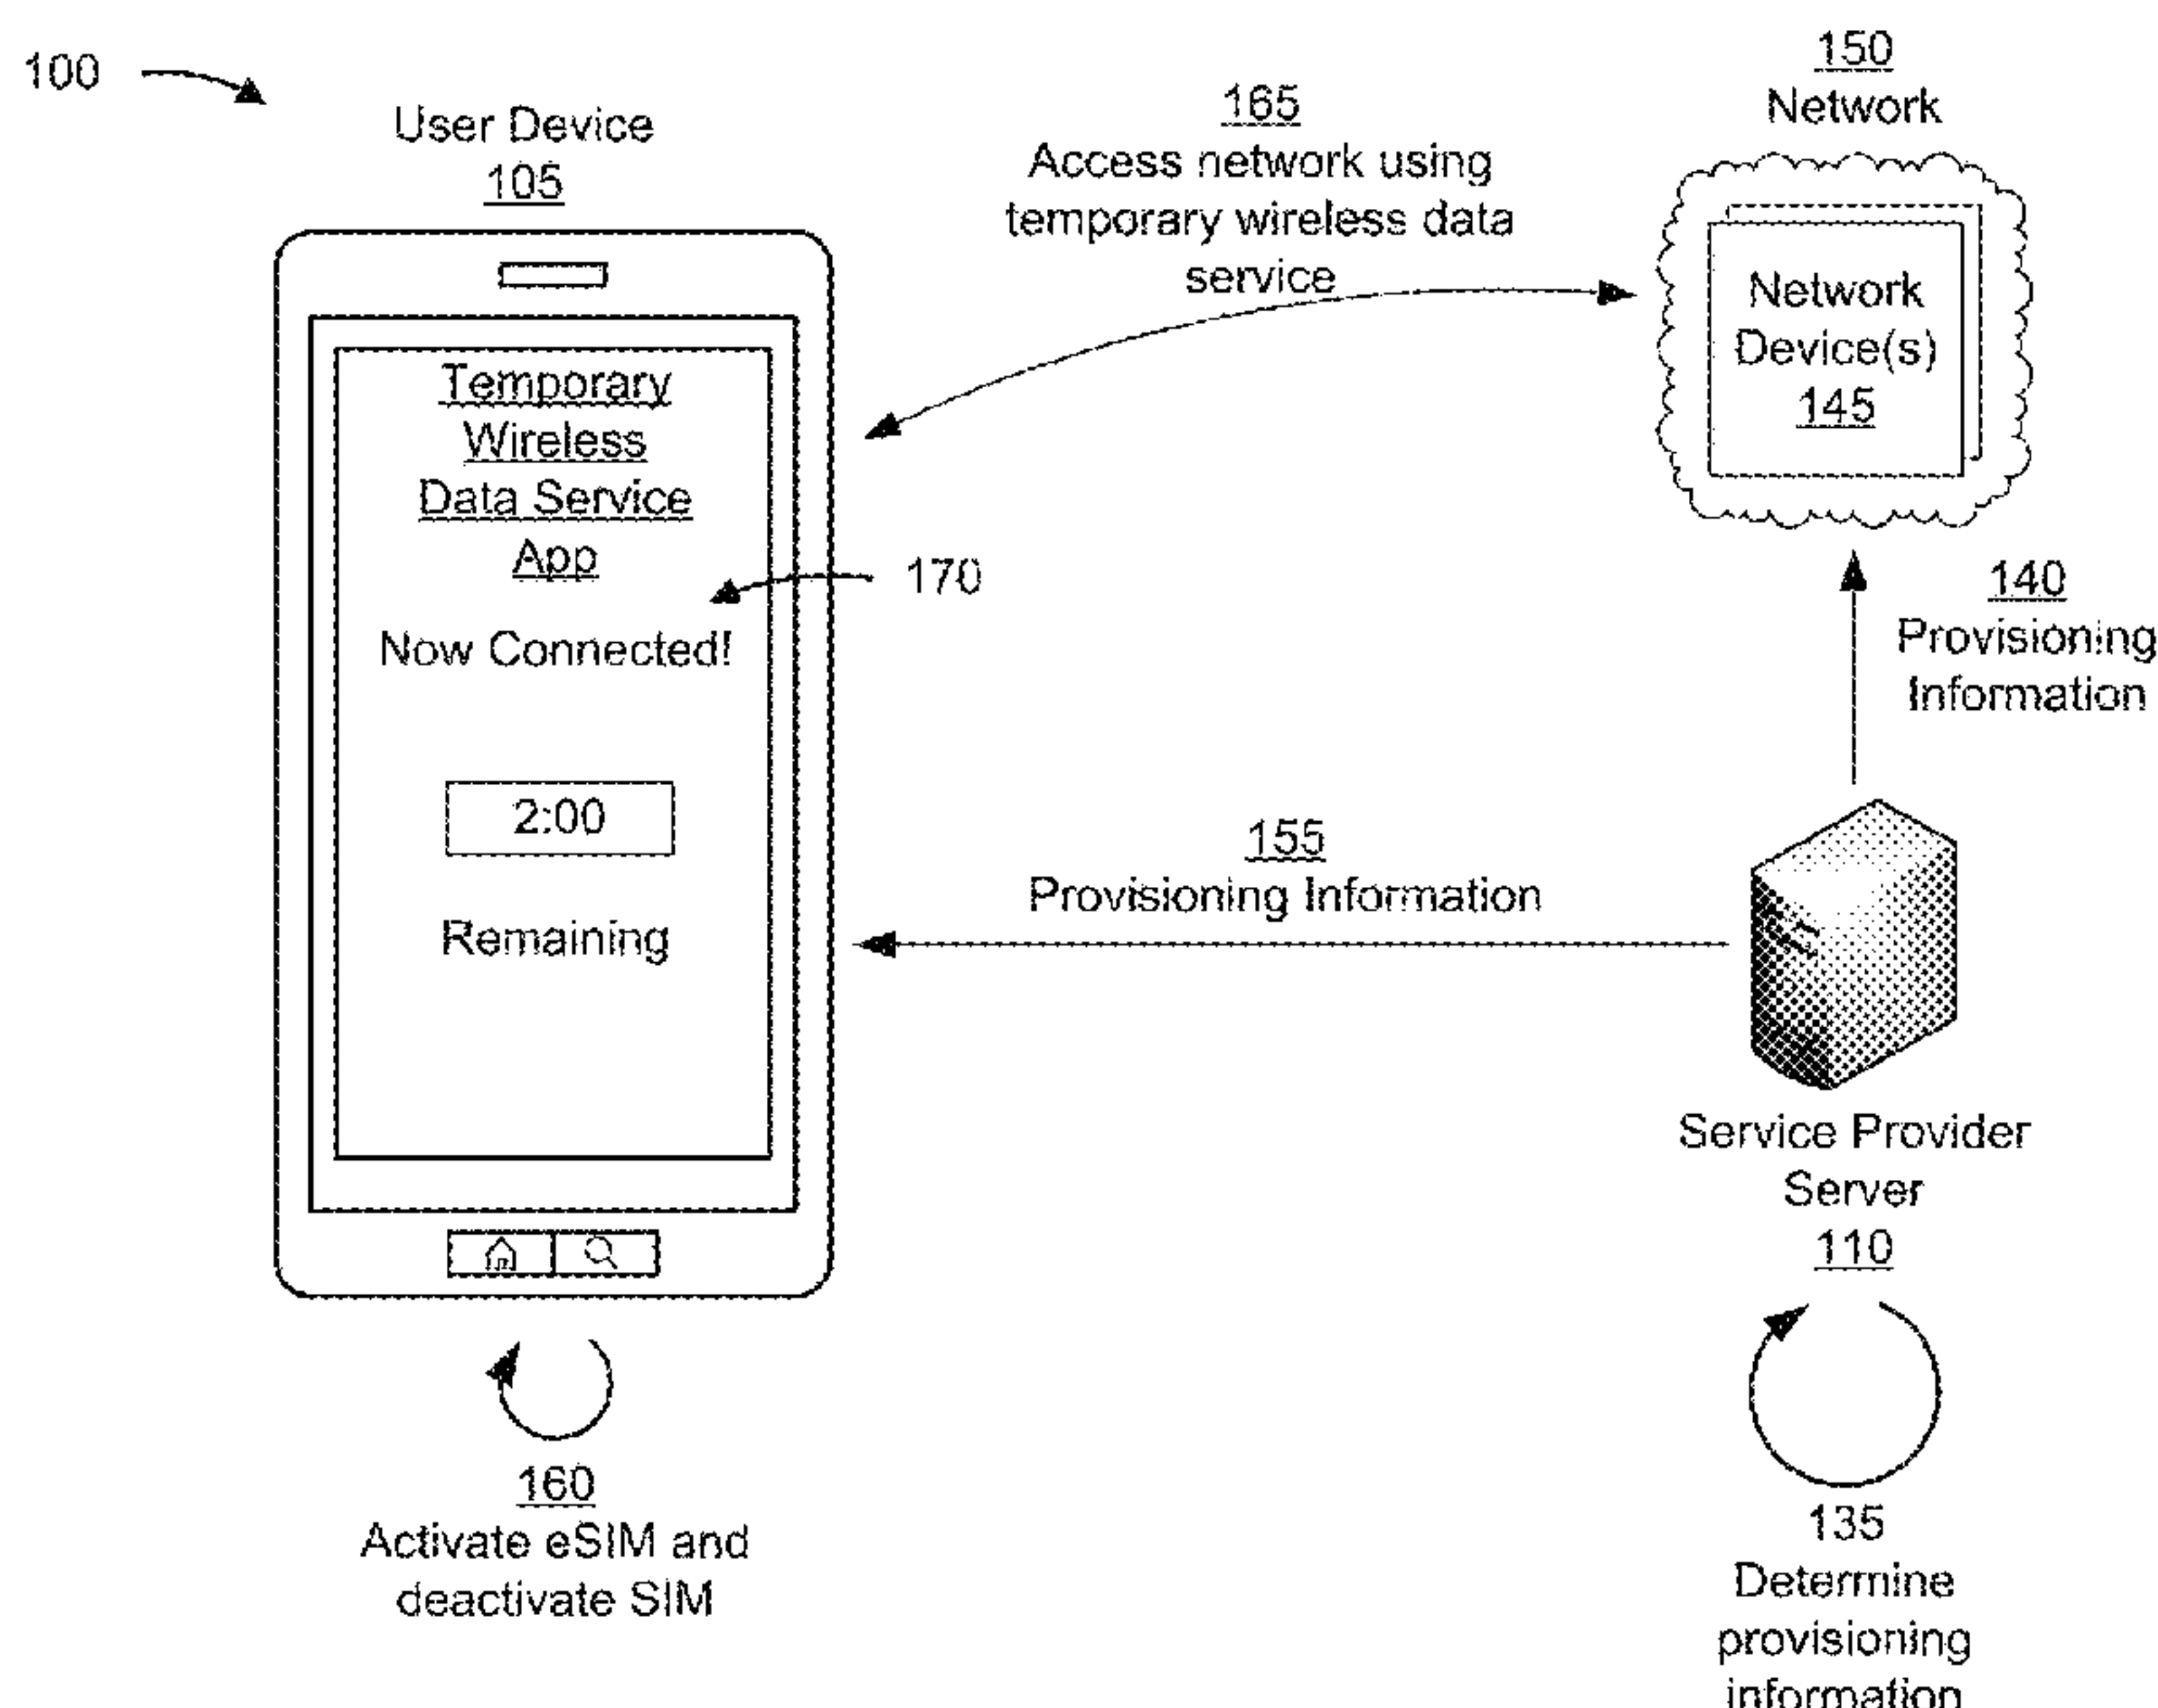 100
User Device
105
Temporary
Wireless
Data Service
App
Now Connected!
2:00
Remaining
170
160
Activate eSIM and
deactivate SIM
165
Access network using
temporary wireless data
service
155
Provisioning Information
150
Network
Network
Device(s)
145
140
Provisioning
Information
Service Provider
Server
110
135
Determine
provisioning
information